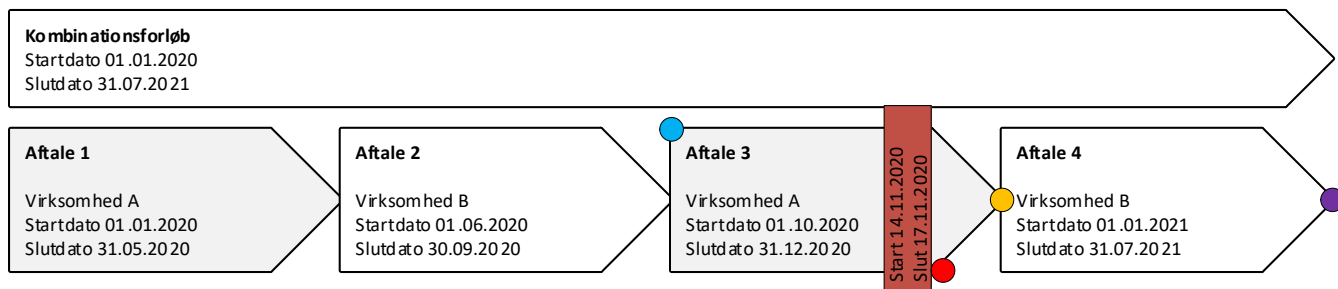 Kombinationsforløb
Startdato 01.01.2020
Slutdato 31.07.2021
Aftale 1
Virksomhed A
Startdato 01.01.2020
Slutdato 31.05.2020
Aftale 2
Virksomhed B
Startdato 01.06.2020
Slutdato 30.09.2020
Aftale 3
Virksomhed A
Startdato 01.10.2020
Slutdato 31.12.2020
Start 14.11.2020
Slut 17.11.2020
Aftale 4
Virksomhed B
Startdato 01.01.2021
Slutdato 31.07.2021